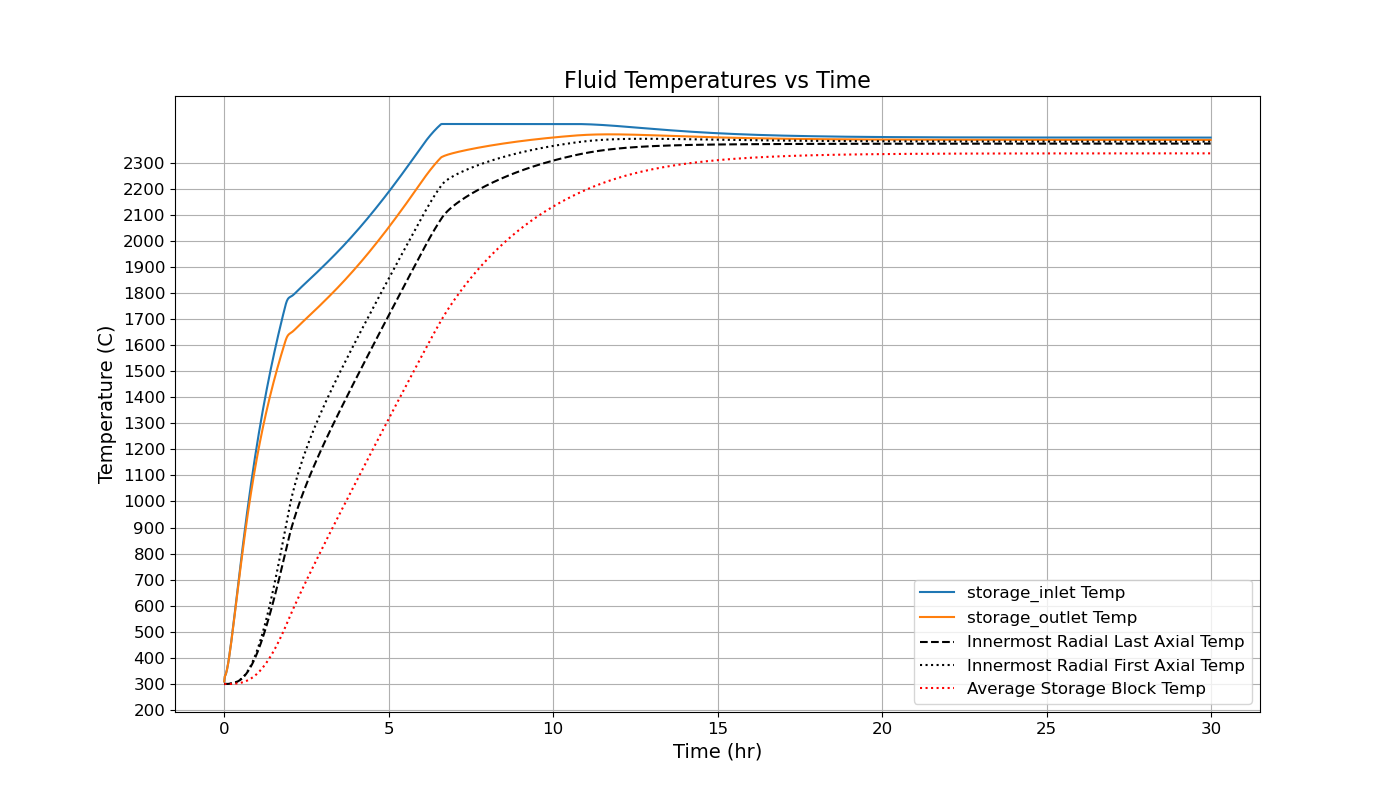 Fluid Temperatures vs Time
Temperature (C)
2300
2200
2100
2000
1900
1800
1700
1600
1500
1400
1300
1200
1100
1000
900
800
700
600
500
400
300
200
storage_inlet Temp
storage_outlet Temp
Innermost Radial Last Axial Temp
Innermost Radial First Axial Temp
Average Storage Block Temp
0 5 10 15 20 25 30
Time (hr)